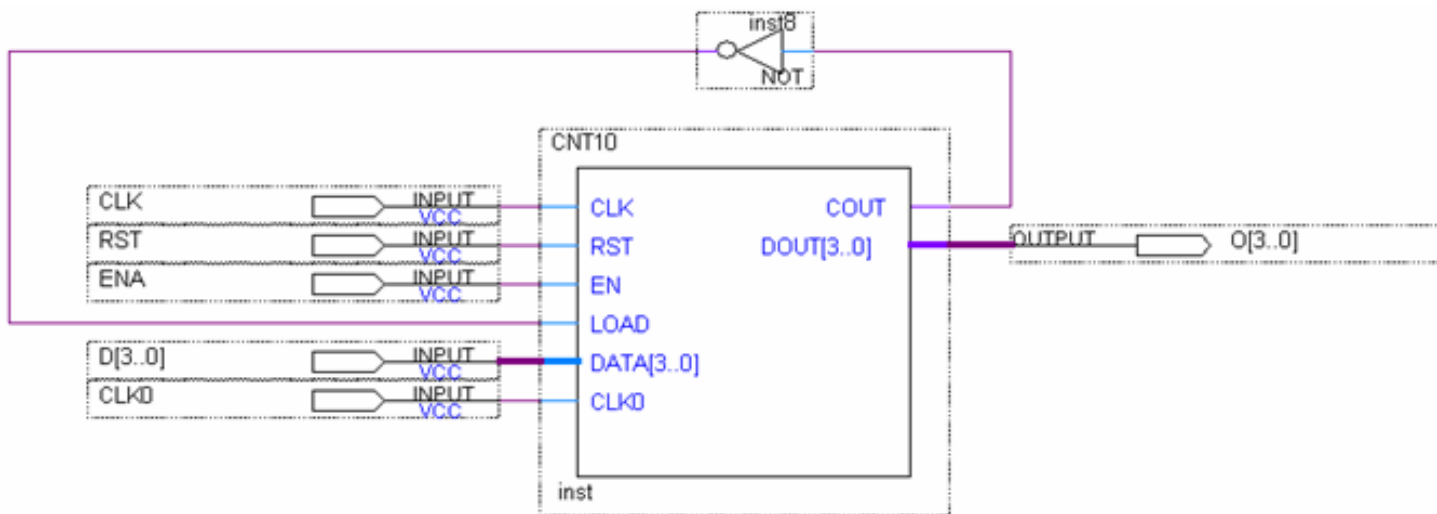 inst8
NOT
CNT10
CLK INPUT VCC CLK COUT
RST INPUT VCC RST DOUT[3..0] OUTPUT O[3..0]
ENA INPUT VCC EN
LOAD
D[3..0] INPUT VCC DATA[3..0]
CLK0 INPUT VCC CLK0
inst